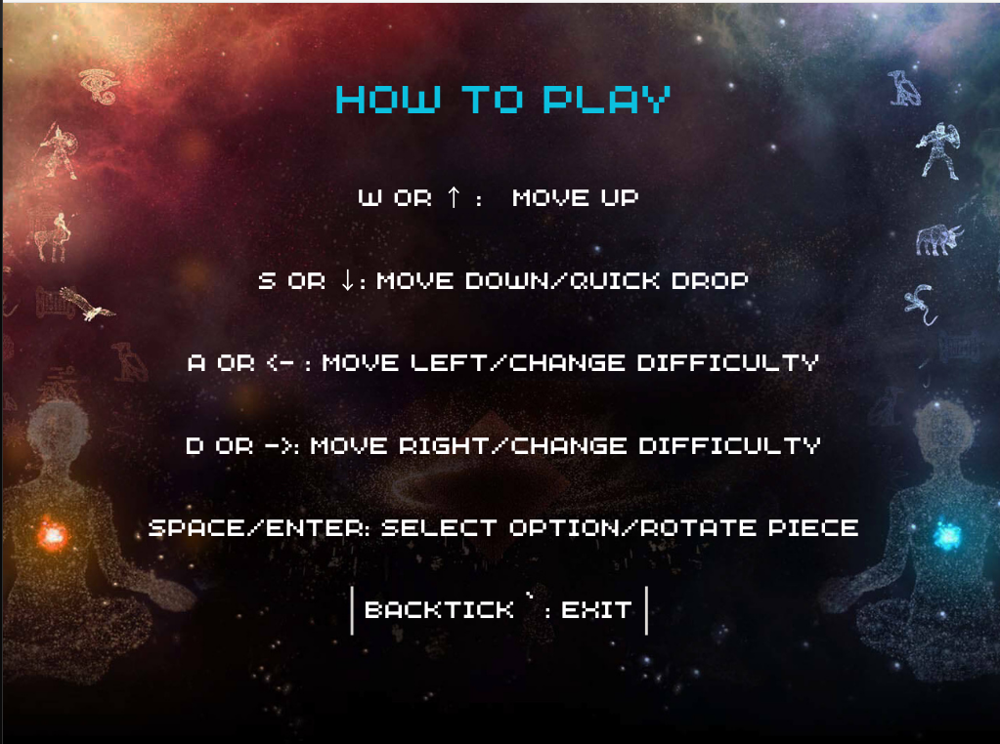 HOW TO PLAY
W OR ↑ : MOVE UP
S OR ↓: MOVE DOWN/QUICK DROP
A OR <- : MOVE LEFT/CHANGE DIFFICULTY
D OR ->: MOVE RIGHT/CHANGE DIFFICULTY
SPACE/ENTER: SELECT OPTION/ROTATE PIECE
| BACKTICK ` : EXIT |